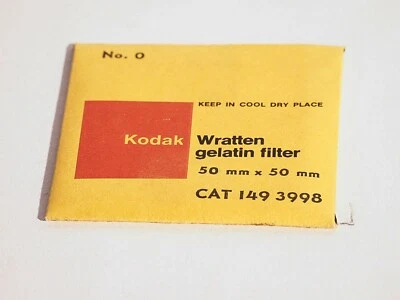 No. 0
KEEP IN COOL DRY PLACE
Kodak
Wratten
gelatin filter
50 mm x 50 mm
CAT 149 3998